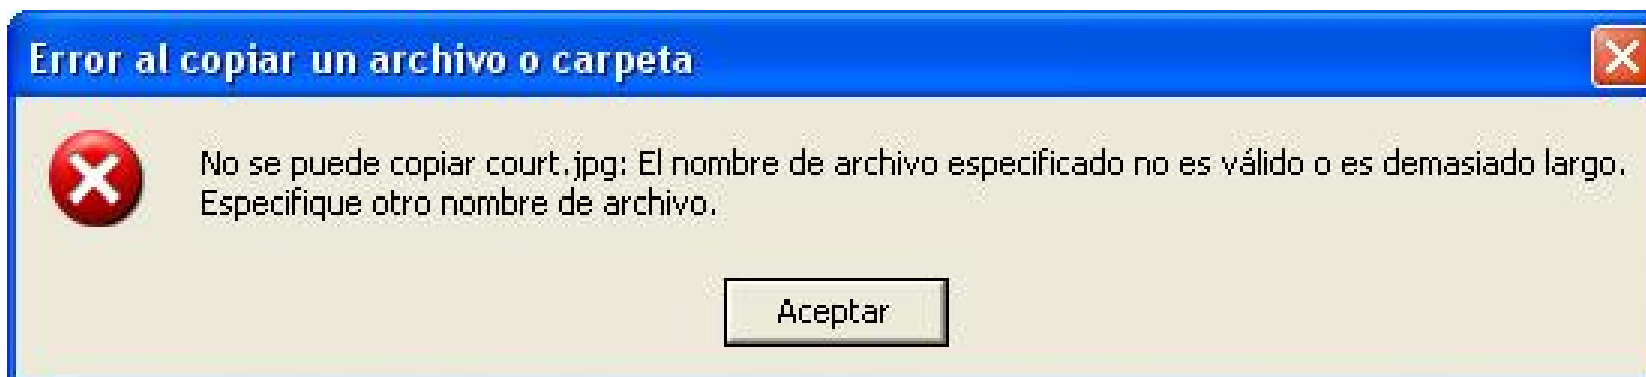 Error al copiar un archivo o carpeta
No se puede copiar court.jpg: El nombre de archivo especificado no es válido o es demasiado largo.
Especifique otro nombre de archivo.
Aceptar